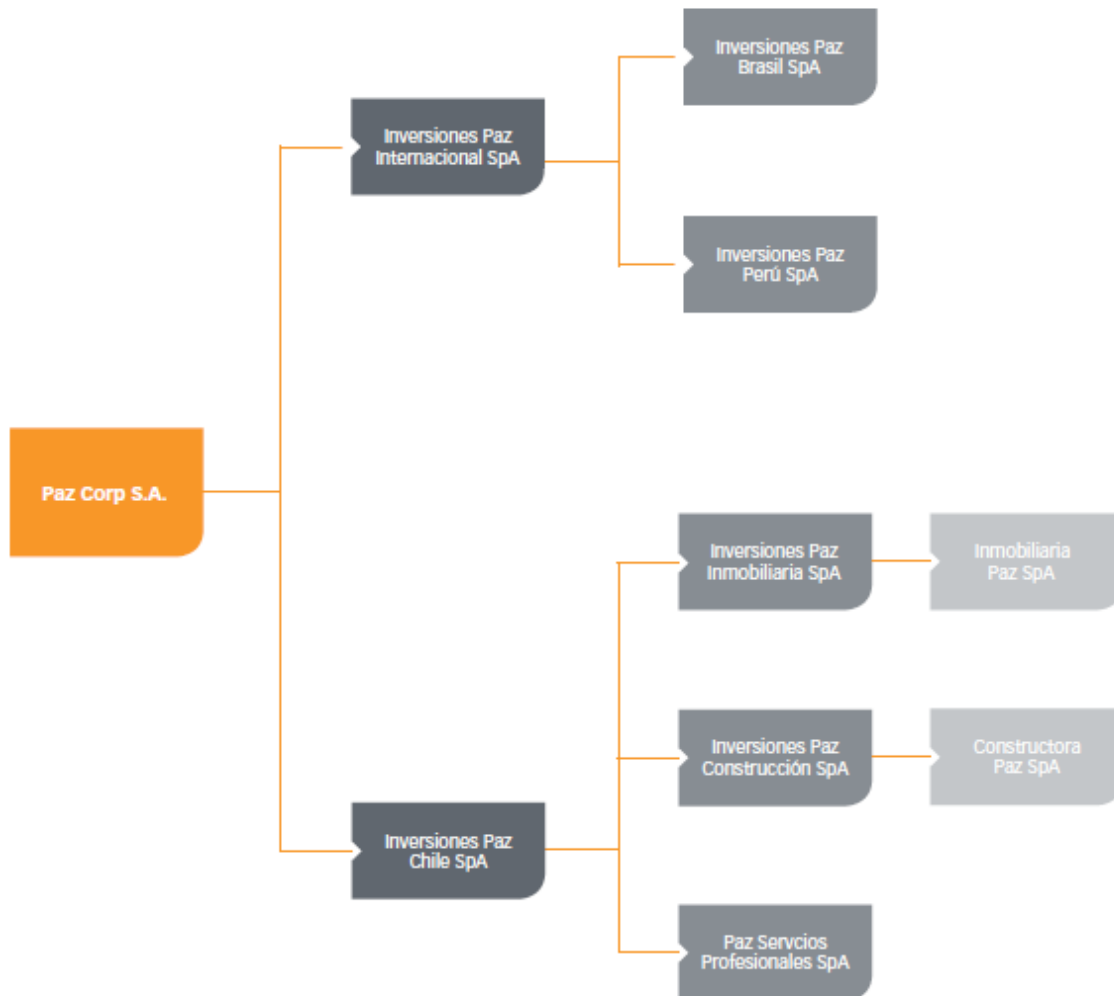 Inversiones Paz
Brasil SpA
Inversiones Paz
Internacional SpA
Inversiones Paz
Perú SpA
Paz Corp S.A.
Inversiones Paz
Inmobiliaria SpA
Inmobiliaria
Paz SpA
Inversiones Paz
Construcción SpA
Constructora
Paz SpA
Inversiones Paz
Chile SpA
Paz Servcios
Profesionales SpA